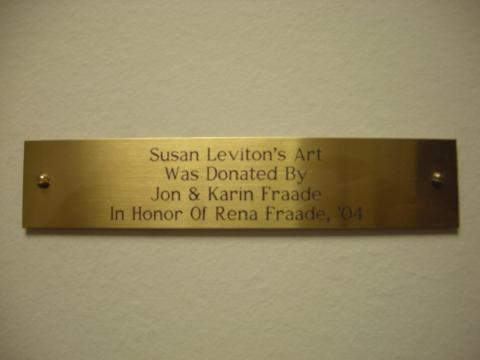 Susan Leviton's Art
Was Donated By
Jon & Karin Fraade
In Honor Of Rena Fraade, '04